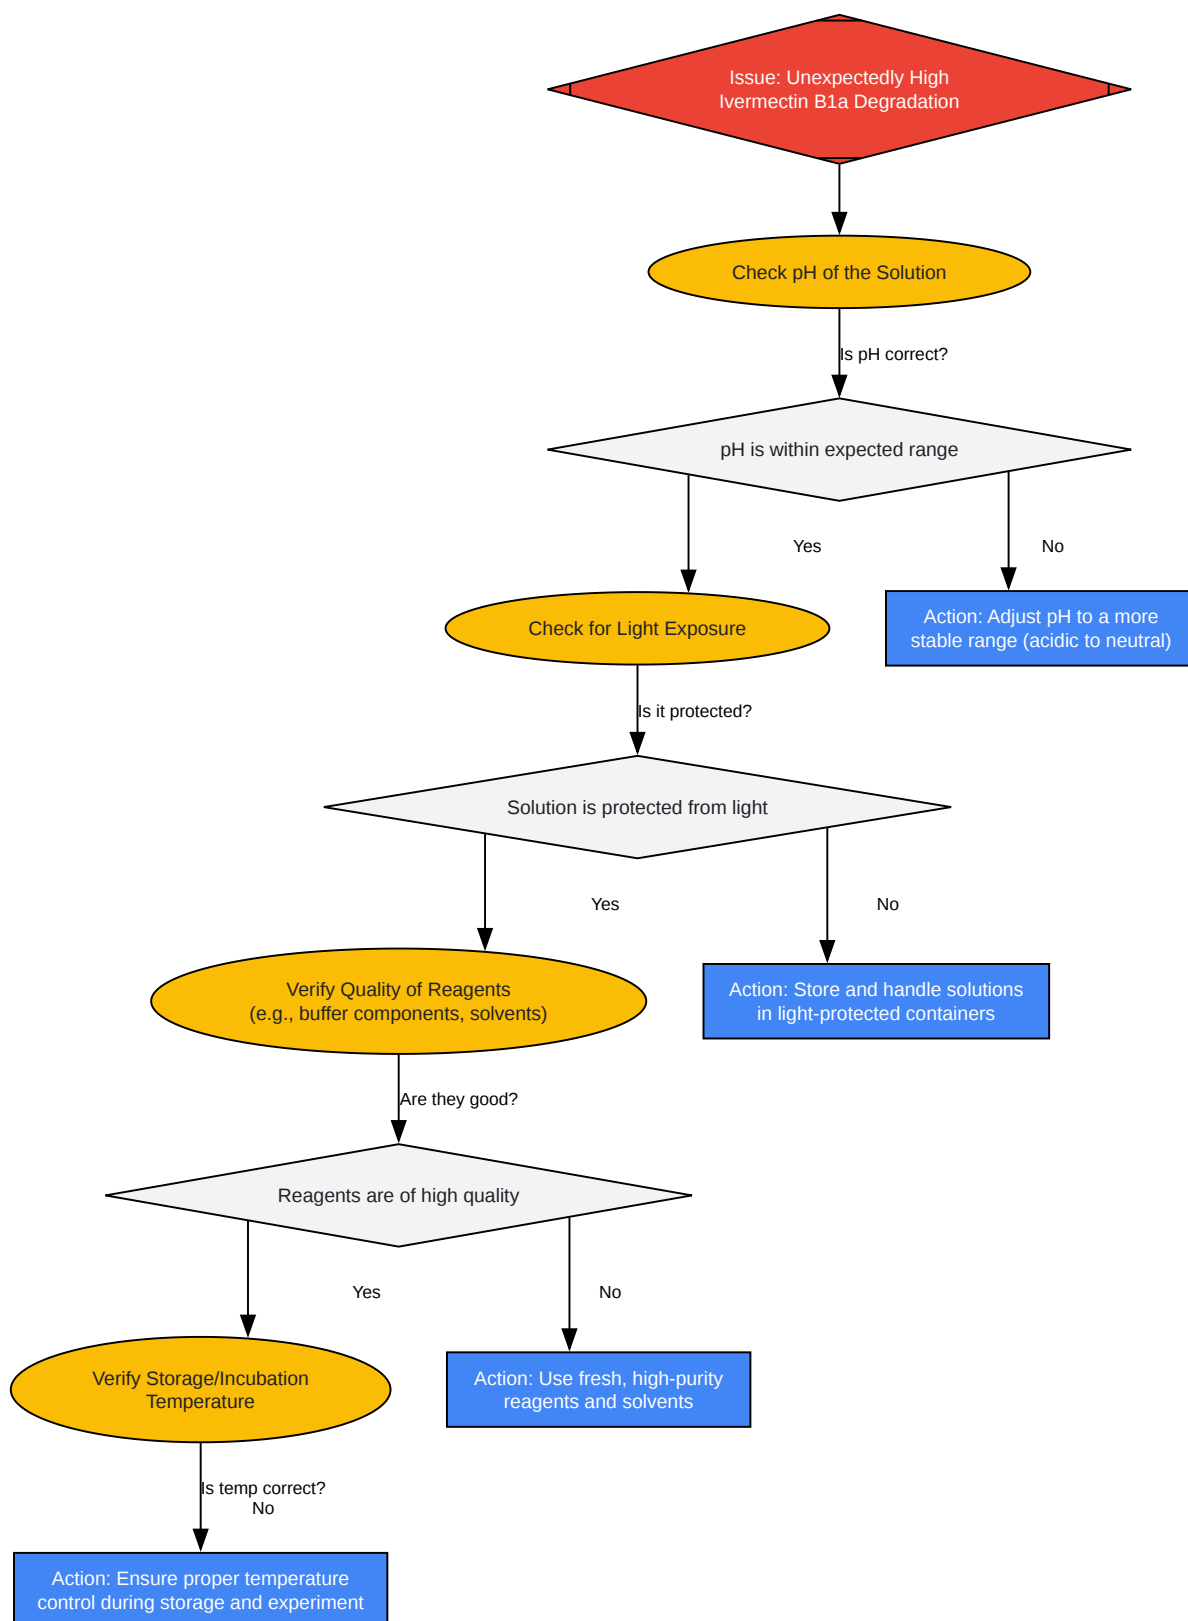 Issue: Unexpectedly High
Ivermectin B1a Degradation
Check pH of the Solution
Is pH correct?
pH is within expected range
Yes
No
Check for Light Exposure
Action: Adjust pH to a more
stable range (acidic to neutral)
Is it protected?
Solution is protected from light
Yes
No
Verify Quality of Reagents
(e.g., buffer components, solvents)
Action: Store and handle solutions
in light-protected containers
Are they good?
Reagents are of high quality
Yes
No
Verify Storage/Incubation
Temperature
Action: Use fresh, high-purity
reagents and solvents
Is temp correct?
No
Action: Ensure proper temperature
control during storage and experiment